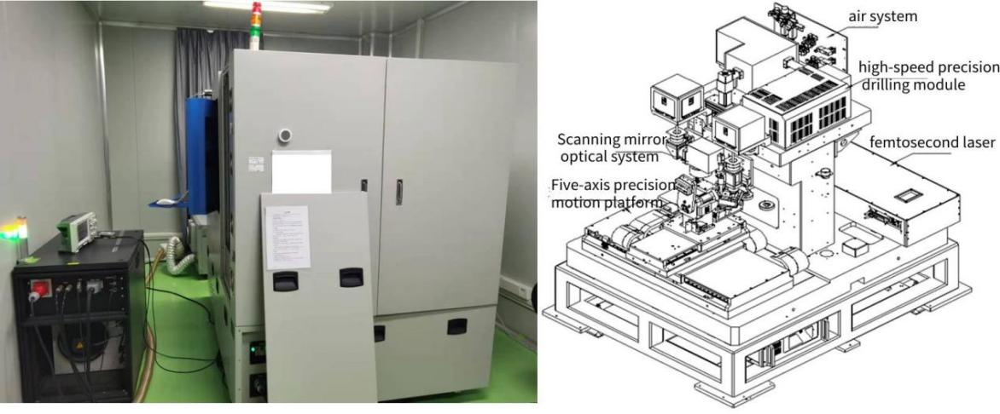 air system
high-speed precision
drilling module
Scanning mirror
optical system
femtosecond laser
Five-axis precision
motion platform